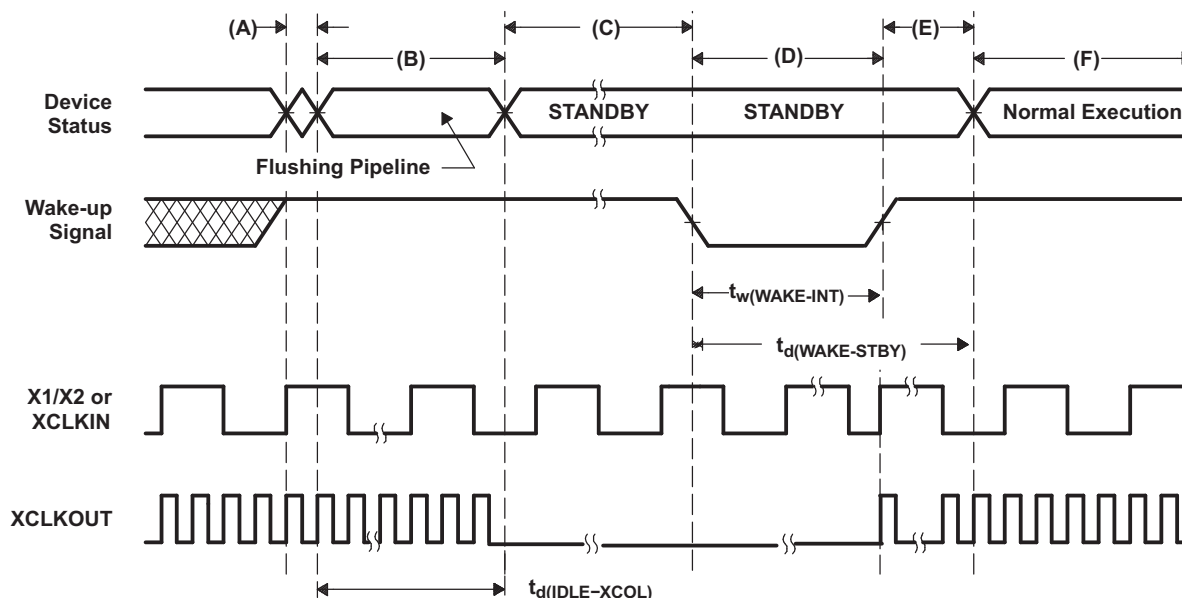 (A)
(C)
(E)
(B)
(D)
(F)
Device
Status
STANDBY
STANDBY
Normal Execution
Flushing Pipeline
Wake-up
Signal
tw(WAKE-INT)
td(WAKE-STBY)
X1/X2 or
XCLKIN
XCLKOUT
td(IDLE−XCOL)